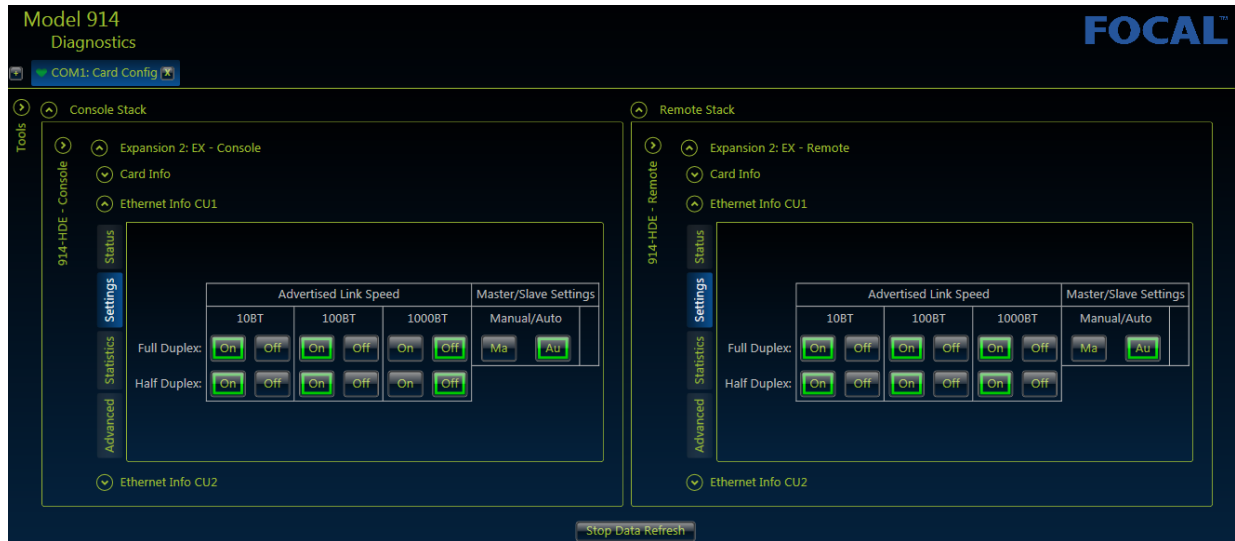 Model 914
Diagnostics
FOCAL™
COM1: Card Config X
Tools
Console Stack
914-HDE - Console
Expansion 2: EX - Console
Card Info
Ethernet Info CU1
Status
Settings
Statistics
Advanced
Advertised Link Speed Master/Slave Settings
10BT 100BT 1000BT Manual/Auto
Full Duplex: On Off On Off On Off Ma Au
Half Duplex: On Off On Off On Off
Ethernet Info CU2
Remote Stack
914-HDE - Remote
Expansion 2: EX - Remote
Card Info
Ethernet Info CU1
Status
Settings
Statistics
Advanced
Advertised Link Speed Master/Slave Settings
10BT 100BT 1000BT Manual/Auto
Full Duplex: On Off On Off On Off Ma Au
Half Duplex: On Off On Off On Off
Ethernet Info CU2
Stop Data Refresh